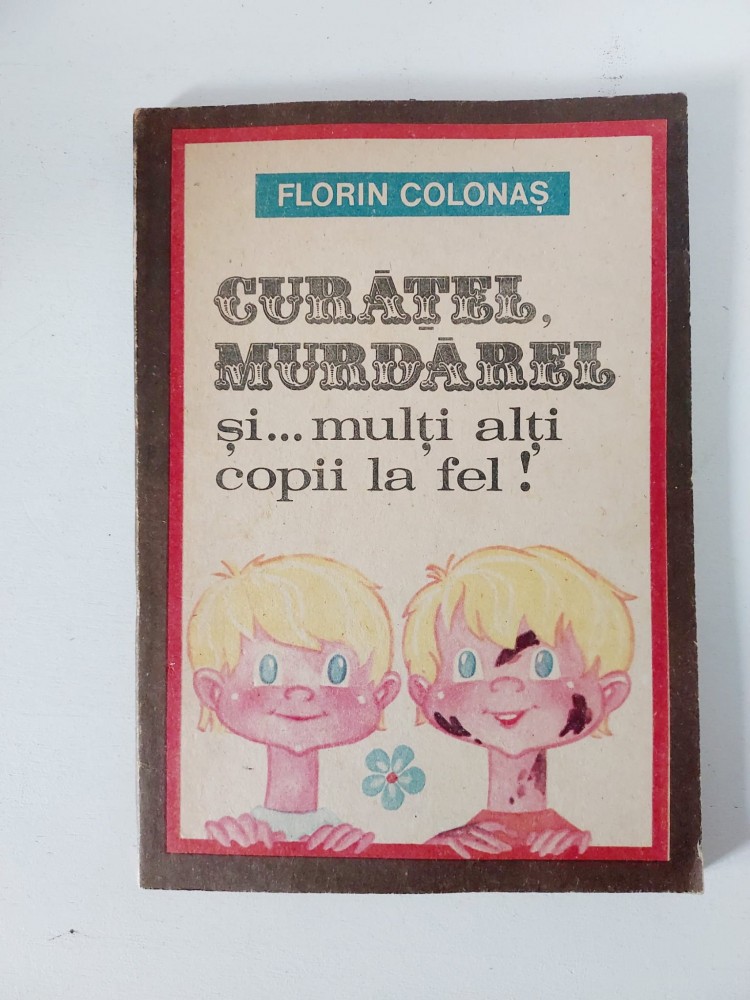 FLORIN COLONAȘ
CURĂȚEL,
MURDĂREL
și... mulți alți
copii la fel!